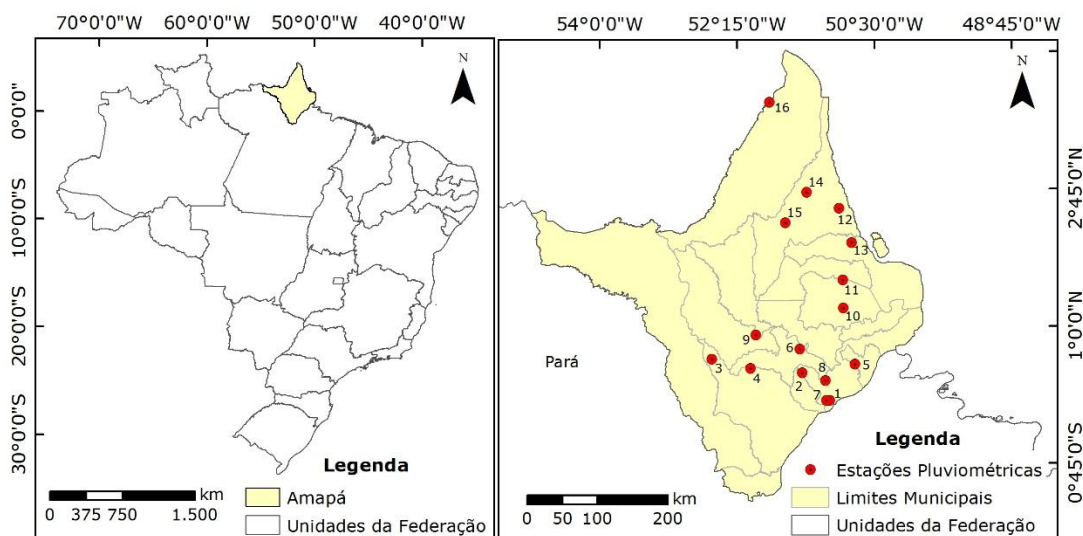 70°0'0"W 60°0'0"W 50°0'0"W 40°0'0"W
0°0'0"
10°0'0"S
20°0'0"S
30°0'0"S
N
Legenda
km
0 375 750 1.500
Amapá
Unidades da Federação
54°0'0"W 52°15'0"W 50°30'0"W 48°45'0"W
N
16
14
15
12
13
11
10
9
6
3
4
2
8
5
7
1
Pará
2°45'0"N
1°0'0"N
0°45'0"S
Legenda
Estações Pluviométricas
Limites Municipais
Unidades da Federação
km
0 50 100 200